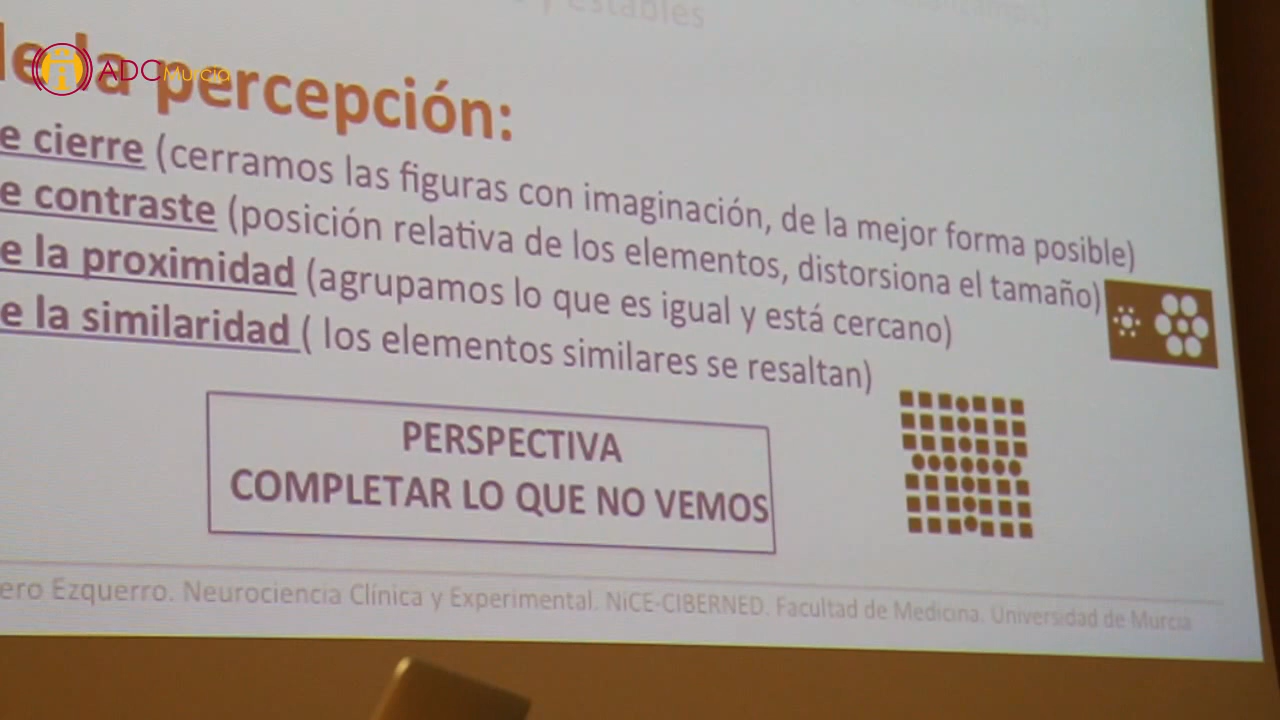 y estables
de la percepción:
ADCMurcia
e cierre (cerramos las figuras con imaginación, de la mejor forma posible)
e contraste (posición relativa de los elementos, distorsiona el tamaño)
e la proximidad (agrupamos lo que es igual y está cercano)
e la similaridad ( los elementos similares se resaltan)
PERSPECTIVA
COMPLETAR LO QUE NO VEMOS
ero Ezquerro. Neurociencia Clínica y Experimental. NiCE-CIBERNED. Facultad de Medicina. Universidad de Murcia